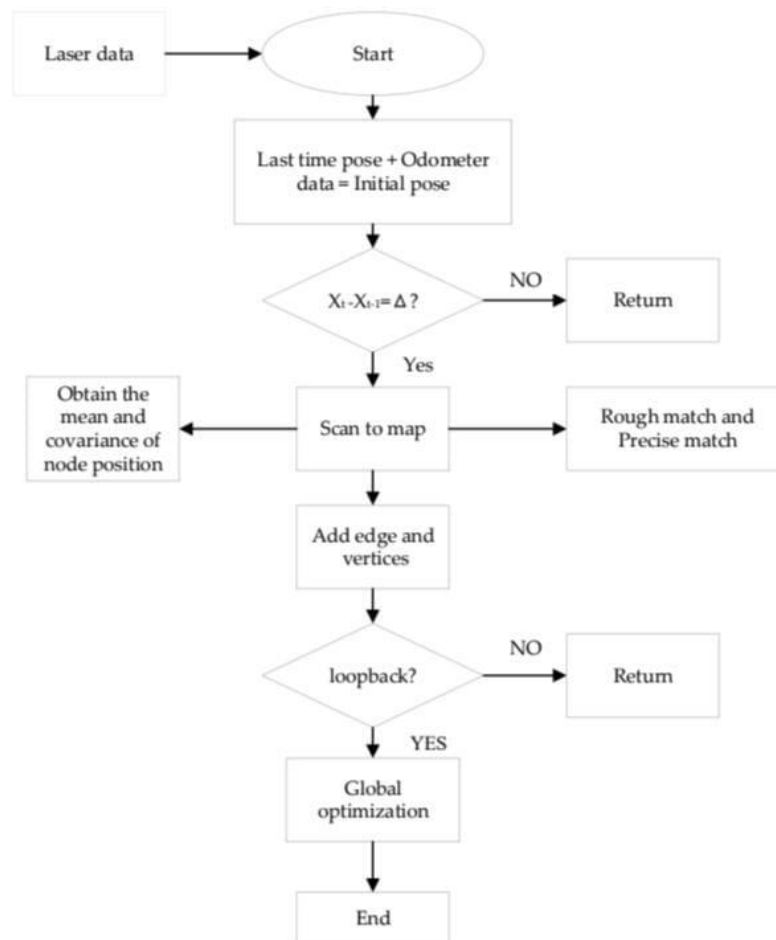 Laser data
Start
Last time pose + Odometer
data = Initial pose
Xt -Xt-1= Δ ?
NO
Return
Yes
Obtain the
mean and
covariance of
node position
Scan to map
Rough match and
Precise match
Add edge and
vertices
loopback?
NO
Return
YES
Global
optimization
End